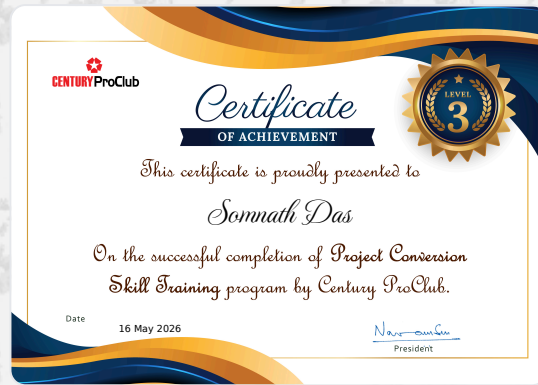 CENTURY ProClub
Certificate
OF ACHIEVEMENT
LEVEL
3
This certificate is proudly presented to
Somnath Das
On the successful completion of Project Conversion
Skill Training program by Century ProClub.
Date
16 May 2026
President